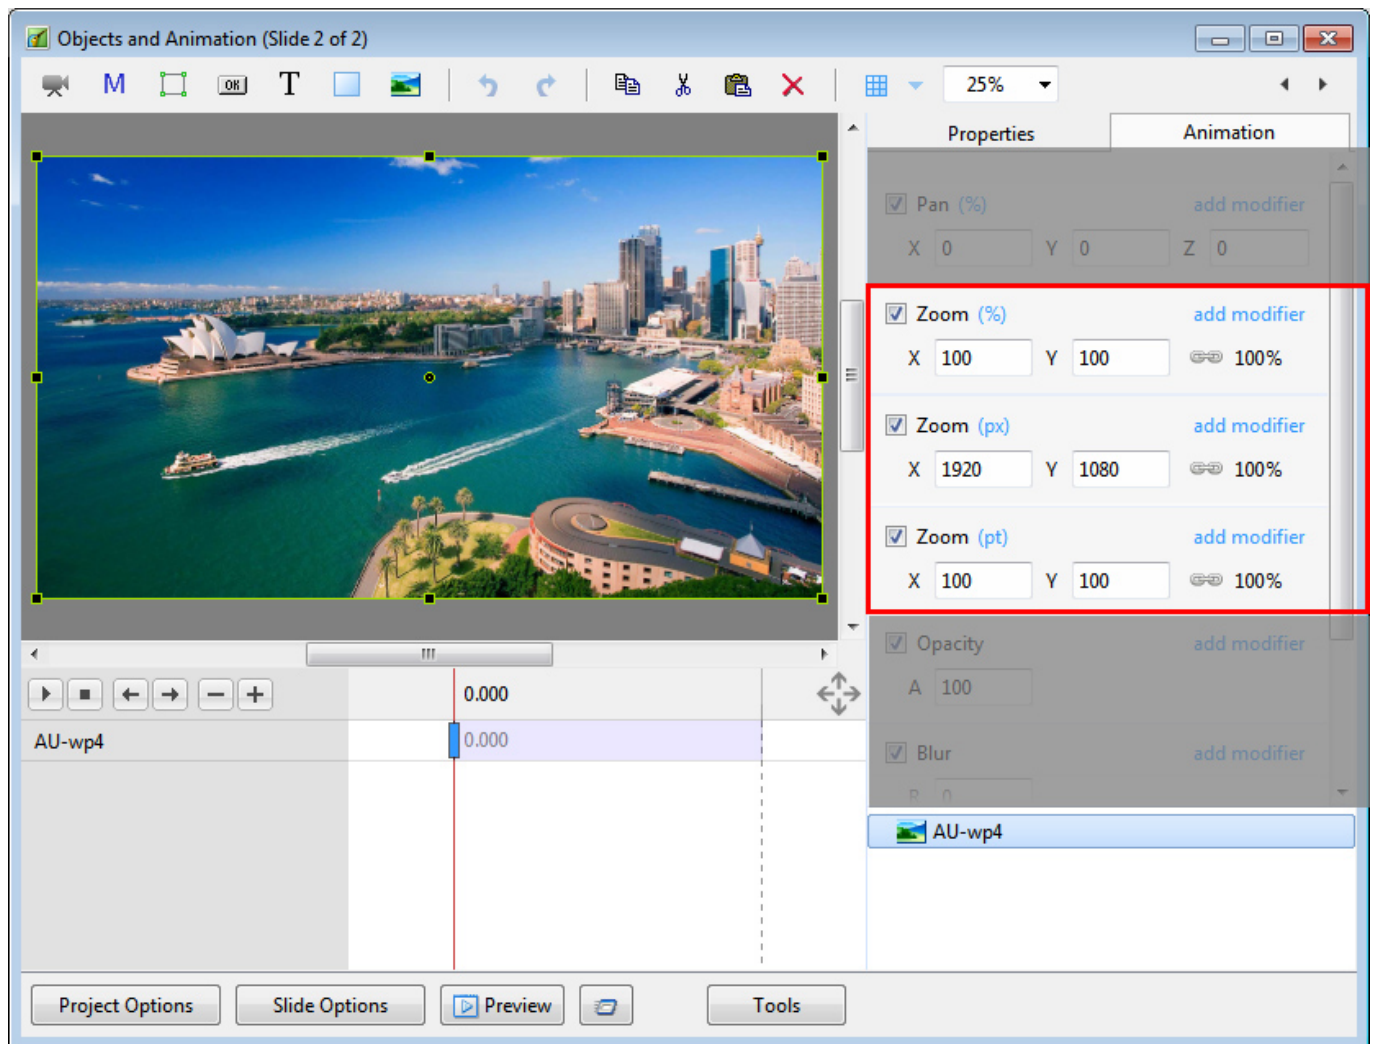 Objects and Animation (Slide 2 of 2)
M OK T 25%
Properties Animation
Pan (%) add modifier
X 0 Y 0 Z 0
Zoom (%) add modifier
X 100 Y 100 100%
Zoom (px) add modifier
X 1920 Y 1080 100%
Zoom (pt) add modifier
X 100 Y 100 100%
Opacity add modifier
A 100
Blur add modifier
R 0
0.000
AU-wp4 0.000
AU-wp4
Project Options Slide Options Preview Tools